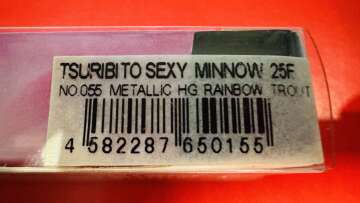 TSURIBITO SEXY MINNOW 25F
NO.055 METALLIC HG RAINBOW TROUT
4 582287 650155